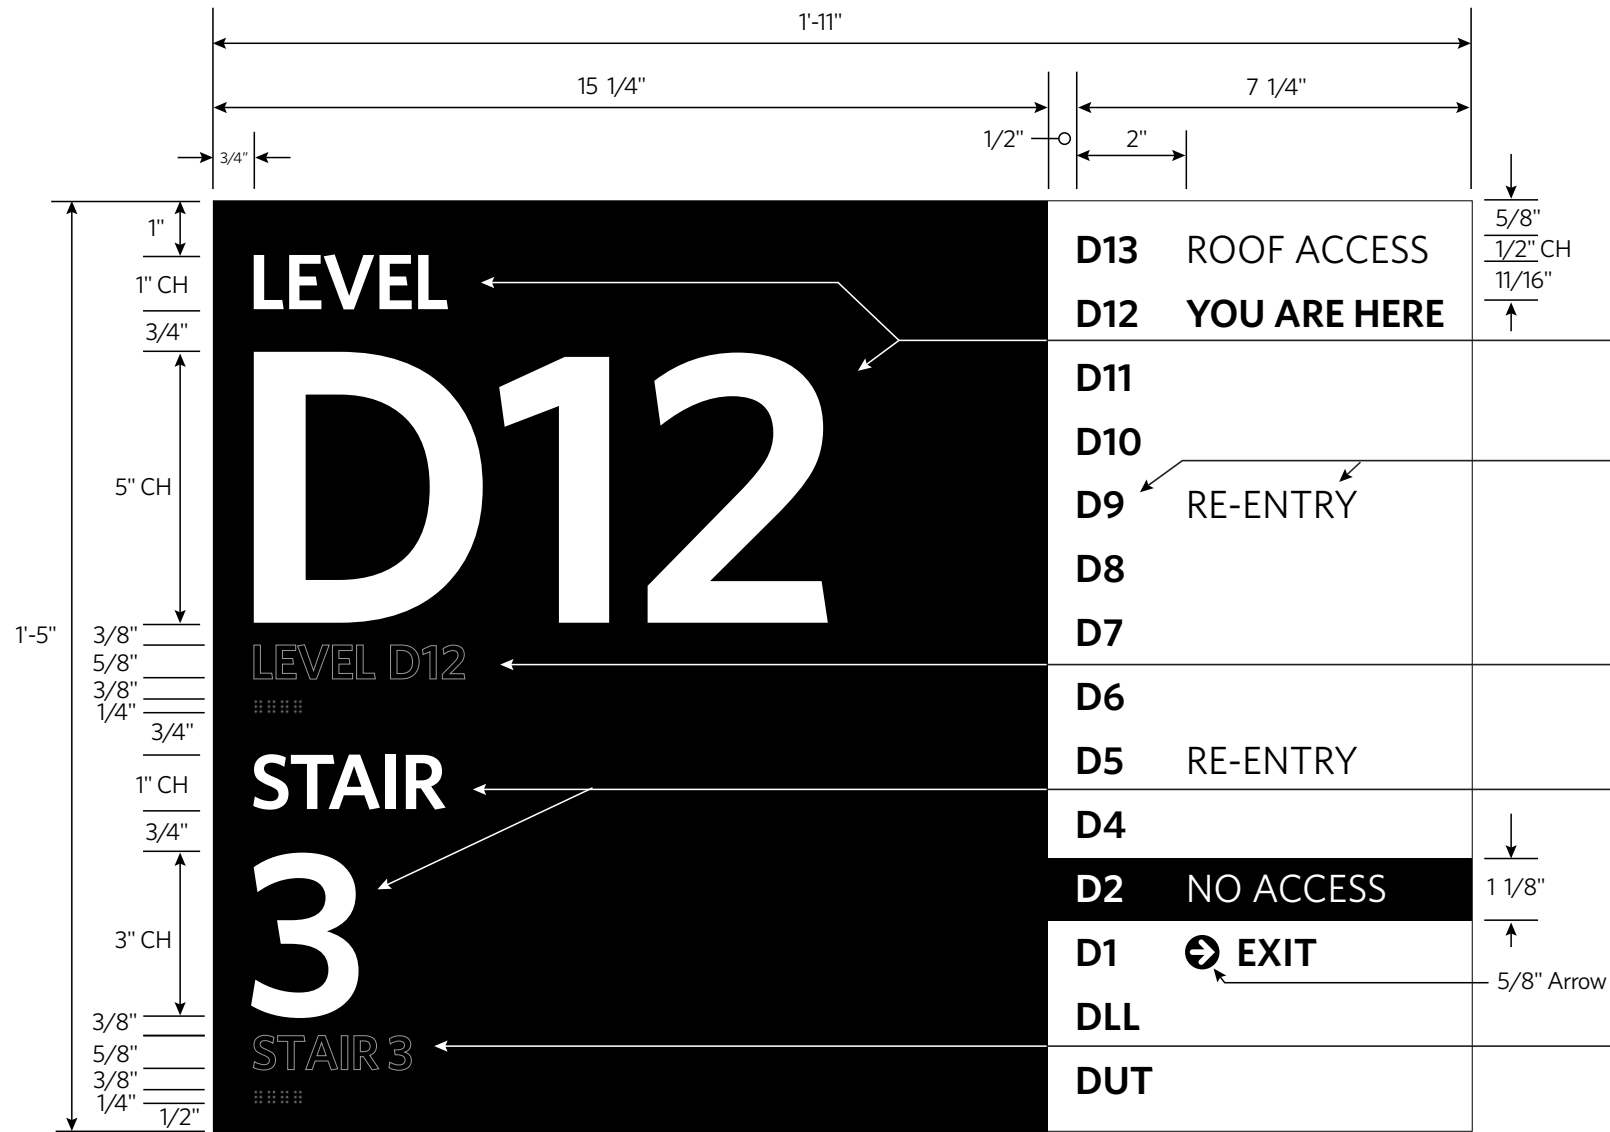 1'-11"
15 1/4"
7 1/4"
1/2"
2"
3/4"
1'-5"
1"
1" CH
3/4"
5" CH
3/8"
5/8"
3/8"
1/4"
3/4"
1" CH
3/4"
3" CH
3/8"
5/8"
3/8"
1/4"
1/2"
LEVEL
D12
LEVEL D12
STAIR
3
STAIR 3
D13 ROOF ACCESS
D12 YOU ARE HERE
D11
D10
D9 RE-ENTRY
D8
D7
D6
D5 RE-ENTRY
D4
D2 NO ACCESS
D1 EXIT
DLL
DUT
5/8"
1/2" CH
11/16"
1 1/8"
5/8" Arrow